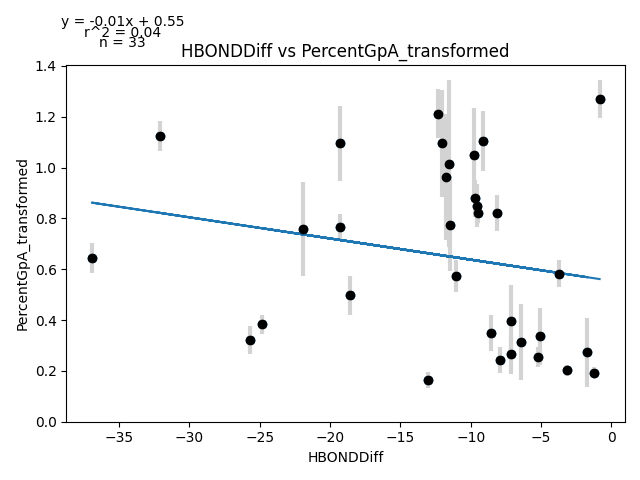 y = -0.01x + 0.55
r^2 = 0.04
n = 33
HBONDDiff vs PercentGpA_transformed
PercentGpA_transformed
1.4
1.2
1.0
0.8
0.6
0.4
0.2
0.0
−35
−30
−25
−20
−15
−10
−5
0
HBONDDiff